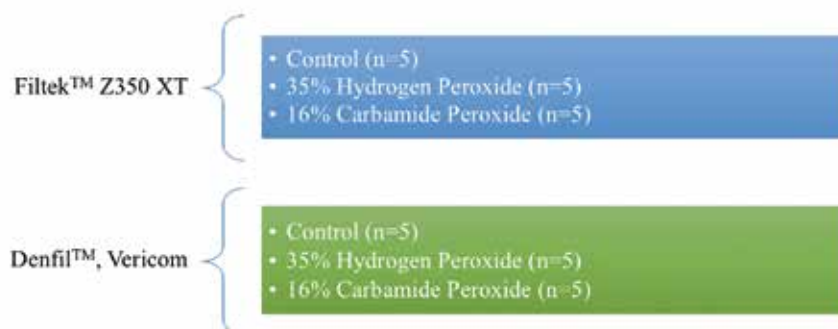 Filtek™ Z350 XT
• Control (n=5)
• 35% Hydrogen Peroxide (n=5)
• 16% Carbamide Peroxide (n=5)
Denfil™, Vericom
• Control (n=5)
• 35% Hydrogen Peroxide (n=5)
• 16% Carbamide Peroxide (n=5)